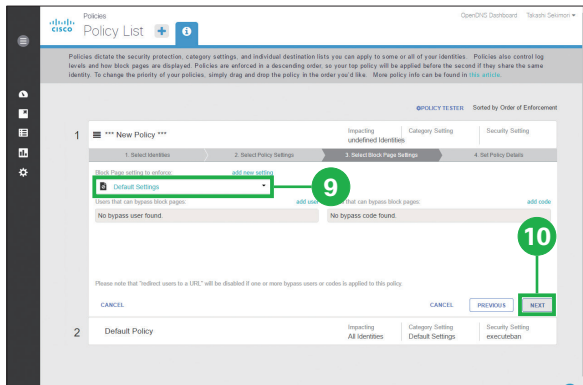 Policies
OpenDNS Dashboard Takashi Sekimon
CISCO
Policy List + i
Policies dictate the security protection, category settings, and individual destination lists you can apply to some or all of your identities. Policies also control log
levels and how block pages are displayed. Policies are enforced in a descending order, so your top policy will be applied before the second if they share the same
identity. To change the priority of your policies, simply drag and drop the policy in the order you'd like. More policy info can be found in this article.
POLICY TESTER Sorted by Order of Enforcement
1 *** New Policy ***
Impacting Category Setting Security Setting
undefined Identities
1. Select Identities 2. Select Policy Settings 3. Select Block Page Settings 4. Set Policy Details
Block Page setting to enforce: add new setting
Default Settings 9
Users that can bypass block pages: add user that can bypass block pages: add code
No bypass user found. No bypass code found.
10
Please note that "redirect users to a URL" will be disabled if one or more bypass users or codes is applied to this policy.
CANCEL CANCEL PREVIOUS NEXT
2 Default Policy
Impacting Category Setting Security Setting
All Identities Default Settings executeban